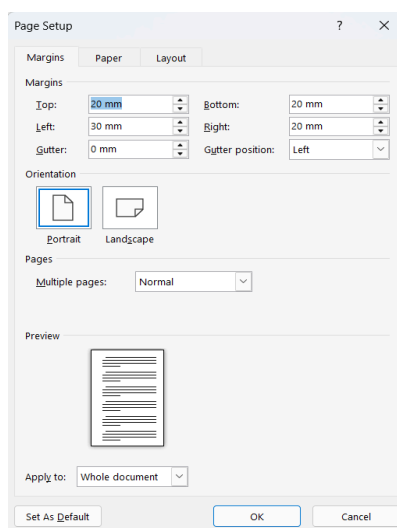 Page Setup ? ×
Margins Paper Layout
Margins
Top: 20 mm Bottom: 20 mm
Left: 30 mm Right: 20 mm
Gutter: 0 mm Gutter position: Left
Orientation
Portrait Landscape
Pages
Multiple pages: Normal
Preview
Apply to: Whole document
Set As Default OK Cancel